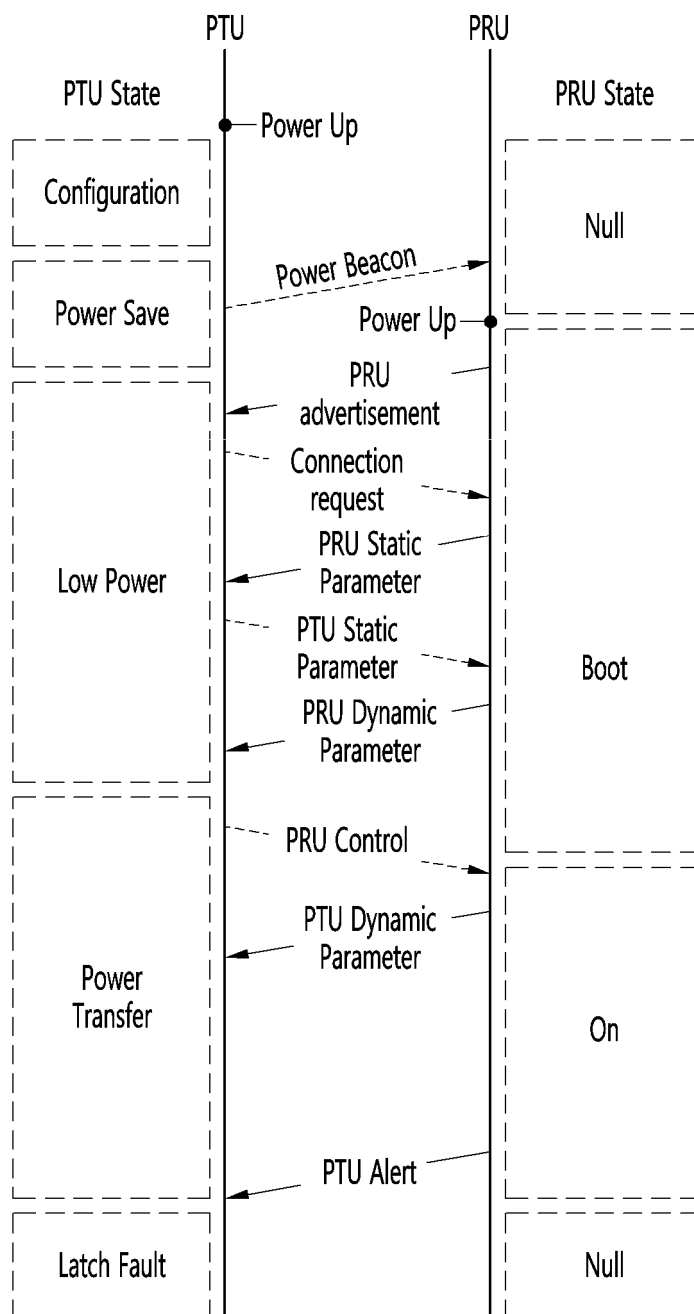 PTU
PRU
PTU State
PRU State
Power Up
Configuration
Null
Power Beacon
Power Save
Power Up
PRU
advertisement
Connection
request
PRU Static
Parameter
Low Power
PTU Static
Parameter
Boot
PRU Dynamic
Parameter
PRU Control
PTU Dynamic
Parameter
Power
Transfer
On
PTU Alert
Latch Fault
Null